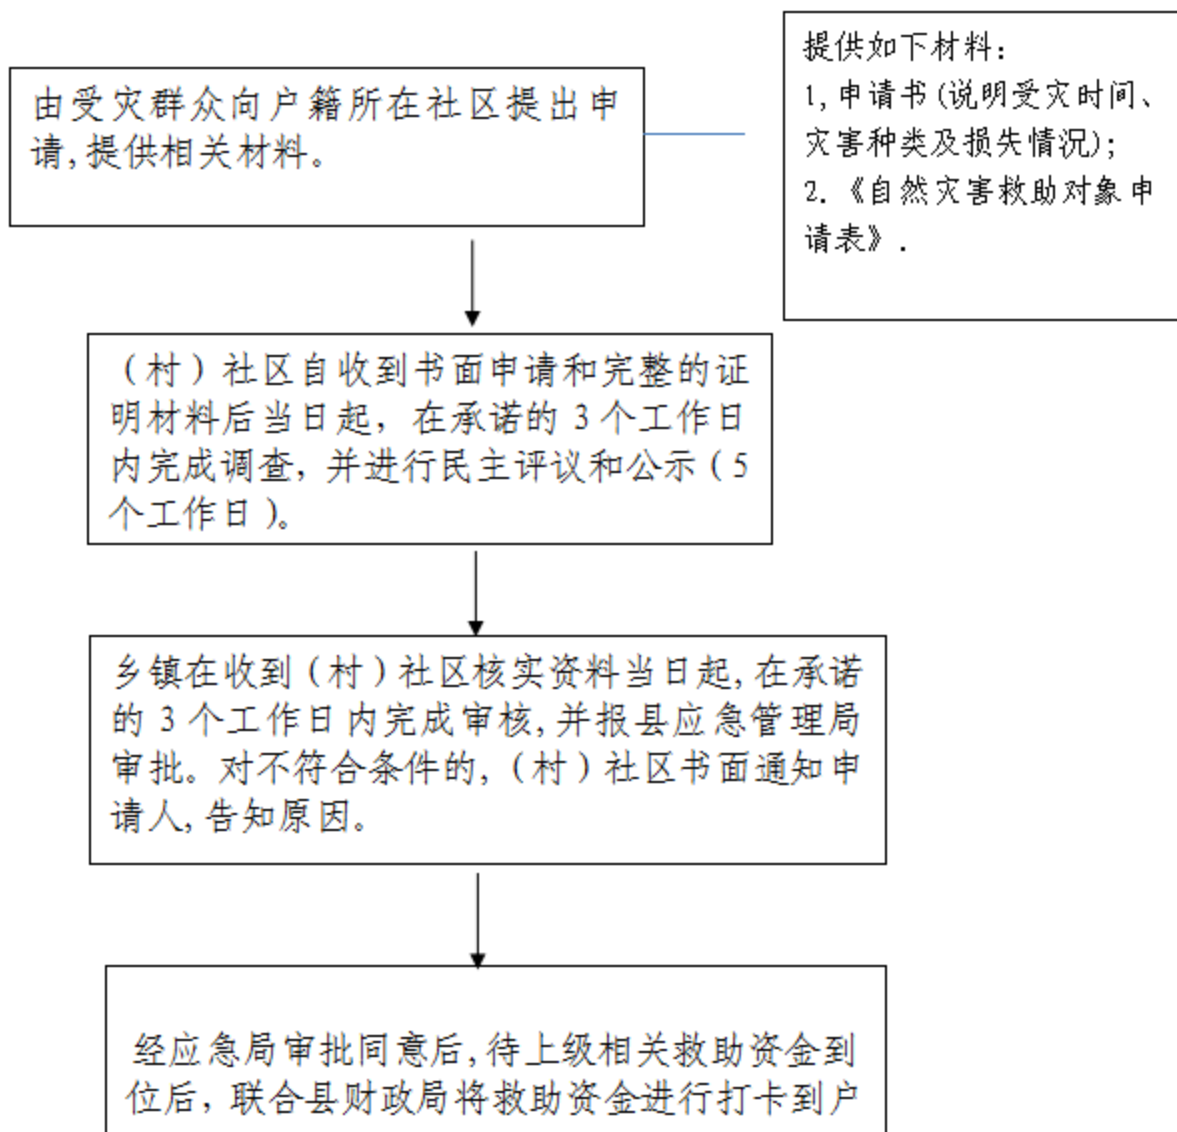 由受灾群众向户籍所在社区提出申
请,提供相关材料。
提供如下材料：
1,申请书(说明受灾时间、
灾害种类及损失情况)；
2.《自然灾害救助对象申
请表》.
（村）社区自收到书面申请和完整的证
明材料后当日起，在承诺的 3 个工作日
内完成调查，并进行民主评议和公示（5
个工作日）。
乡镇在收到（村）社区核实资料当日起,在承诺
的 3 个工作日内完成审核,并报县应急管理局
审批。对不符合条件的,（村）社区书面通知申
请人,告知原因。
经应急局审批同意后,待上级相关救助资金到
位后，联合县财政局将救助资金进行打卡到户